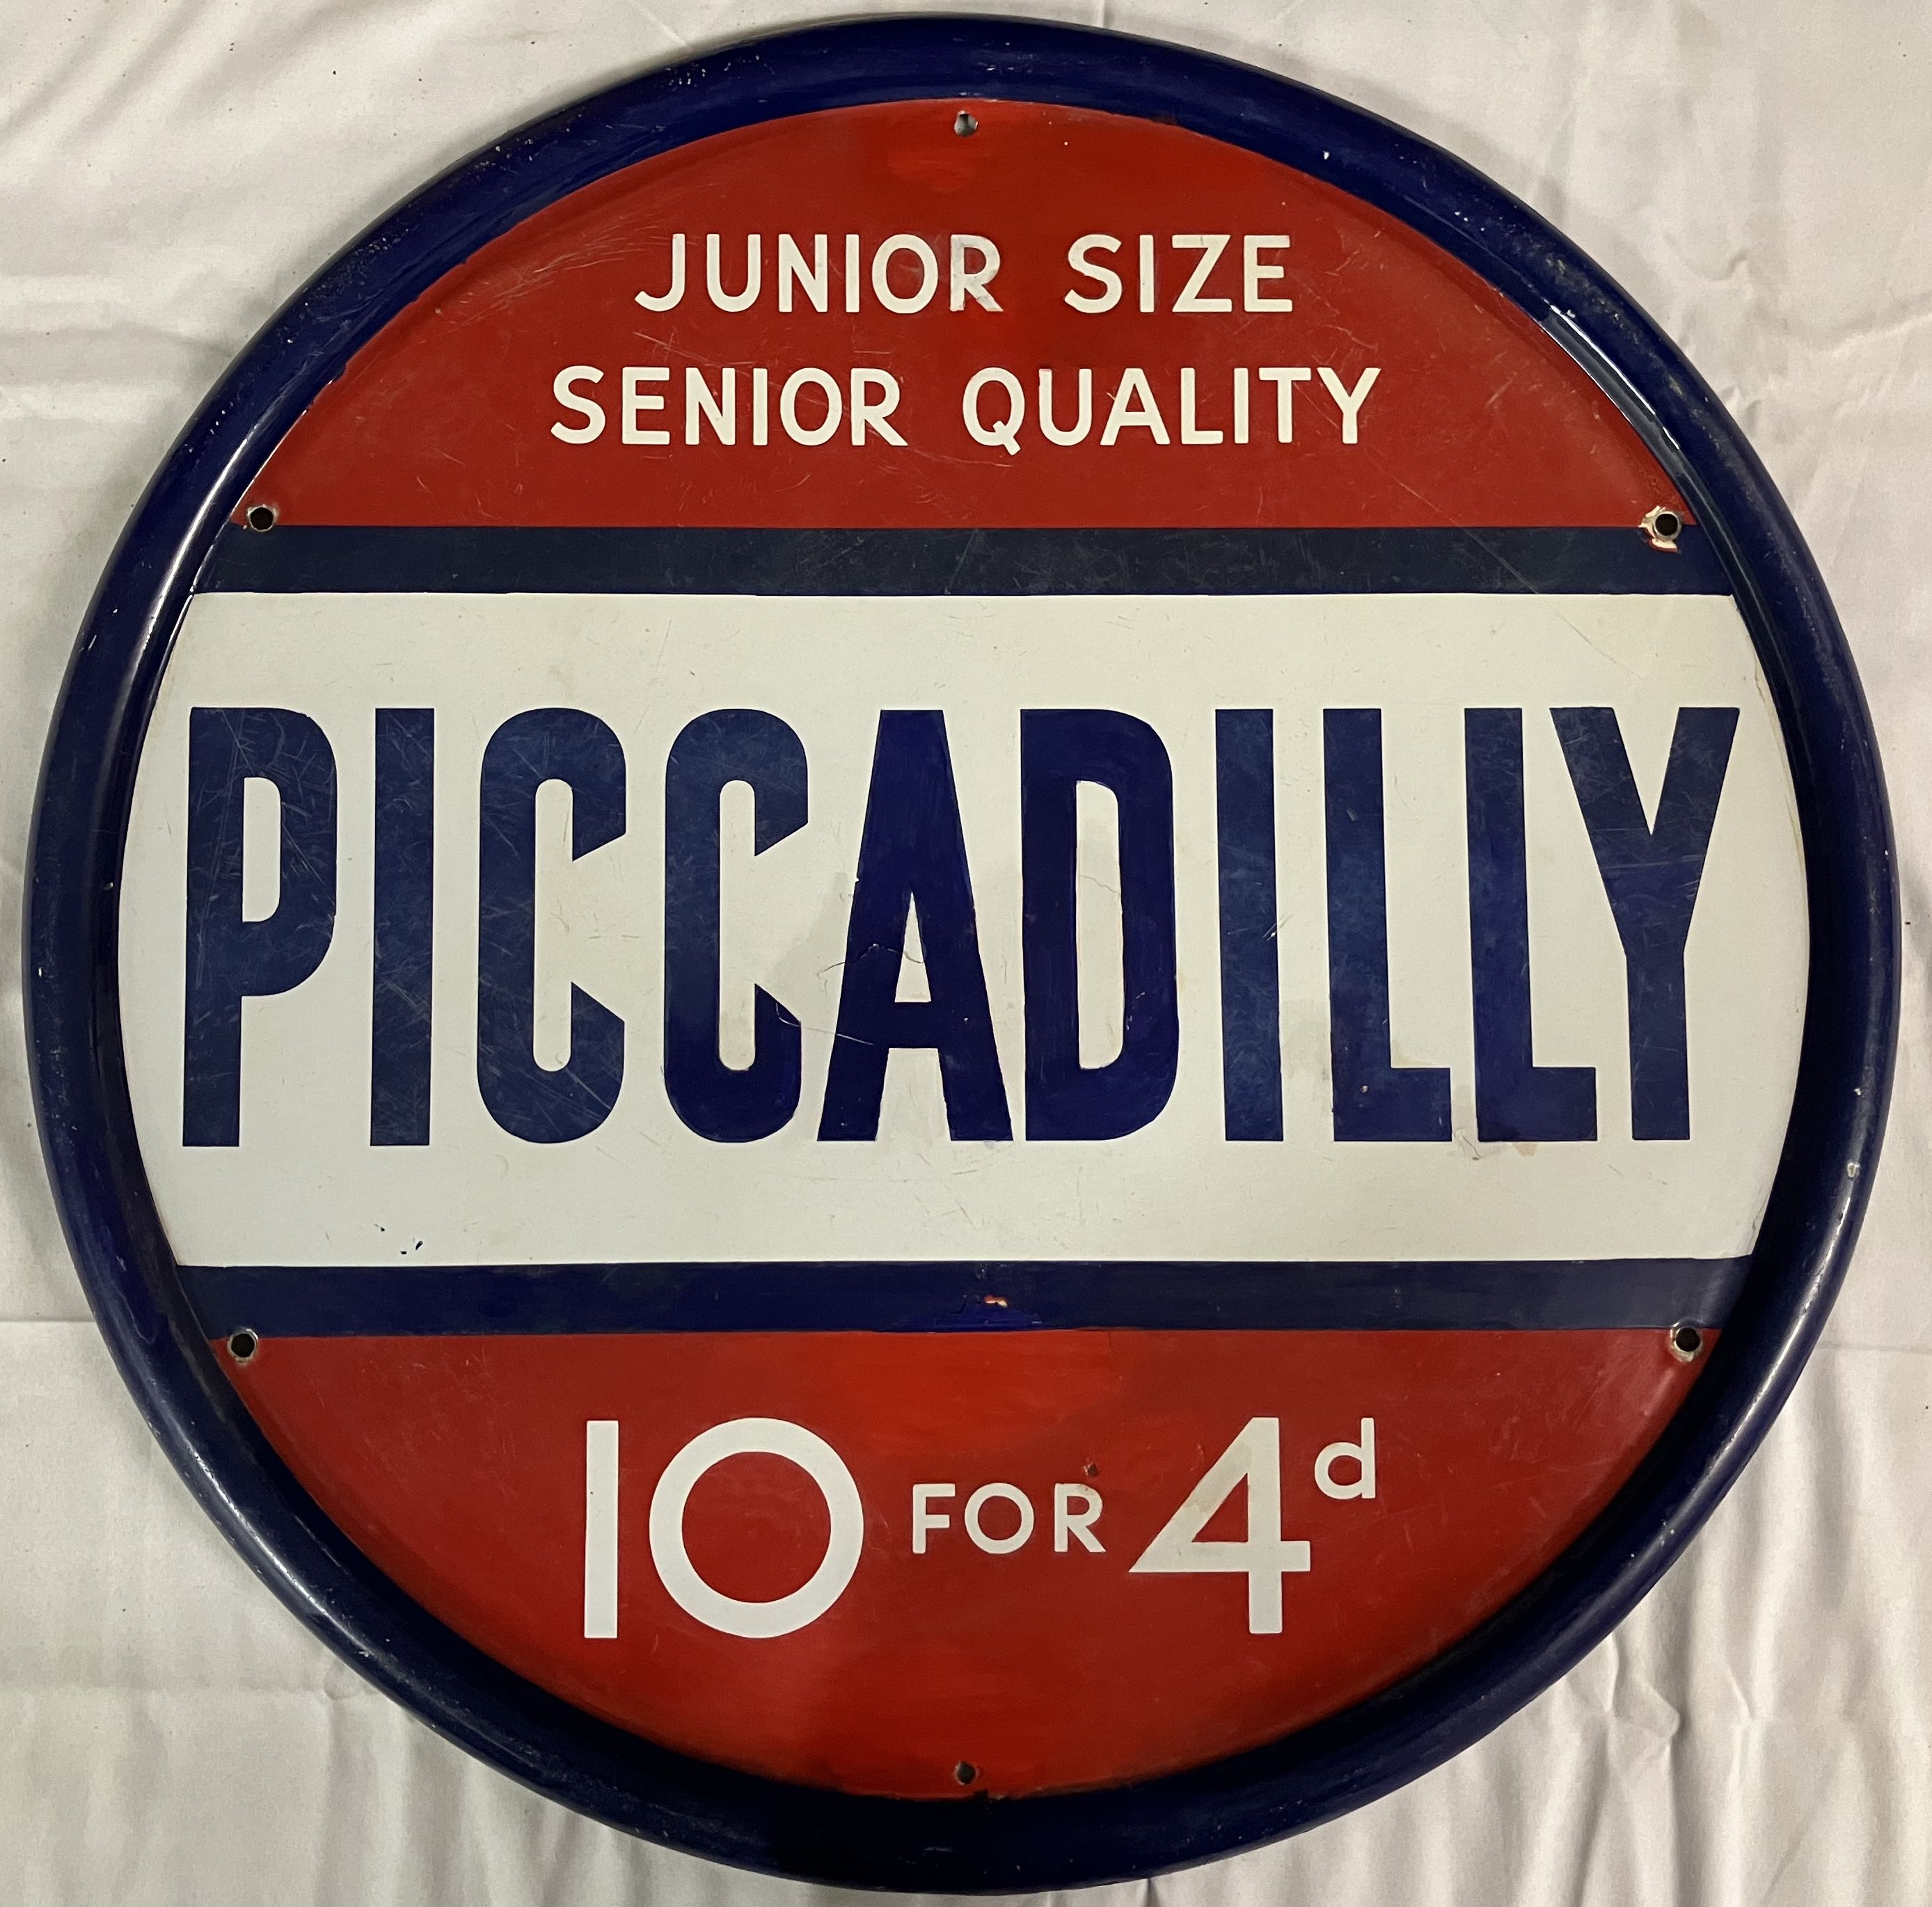 JUNIOR SIZE
SENIOR QUALITY
PICCADILLY
10 FOR 4d